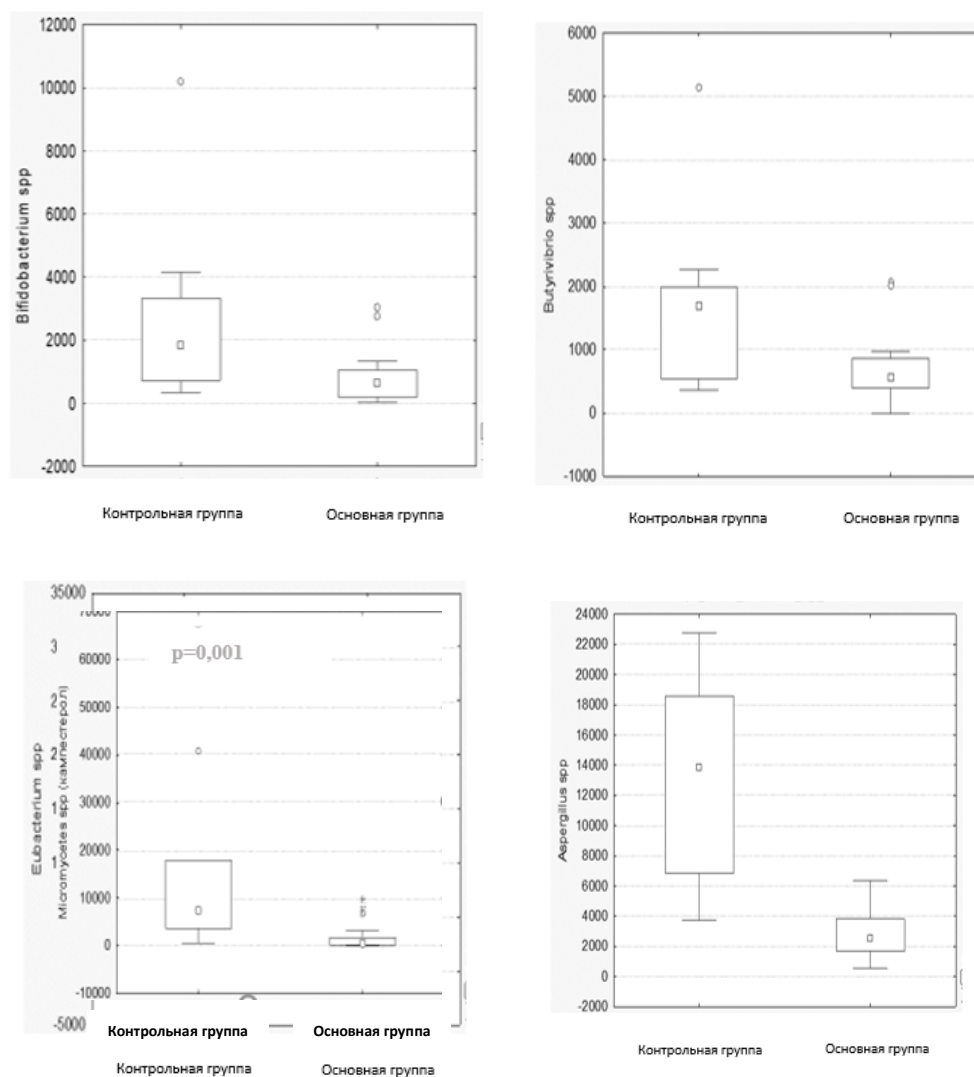 12000
10000
8000
6000
4000
2000
0
-2000
Bifidobacterium spp
Контрольная группа
Основная группа
6000
5000
4000
3000
2000
1000
0
-1000
Butyrivibrio spp
Контрольная группа
Основная группа
35000
3
2
2
1
1
-5000
Eubacterium spp
Micromycetes spp (кампестерол)
70000
60000
50000
40000
30000
20000
10000
0
-10000
p=0,001
Контрольная группа
Основная группа
Контрольная группа
Основная группа
24000
22000
20000
18000
16000
14000
12000
10000
8000
6000
4000
2000
0
-2000
Aspergillus spp
Контрольная группа
Основная группа